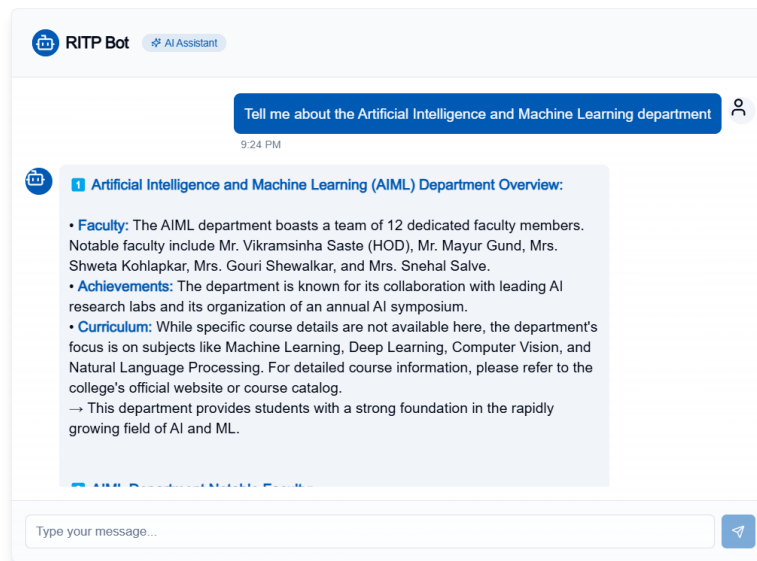 RITP Bot
AI Assistant
Tell me about the Artificial Intelligence and Machine Learning department
9:24 PM
1 Artificial Intelligence and Machine Learning (AIML) Department Overview:
• Faculty: The AIML department boasts a team of 12 dedicated faculty members.
Notable faculty include Mr. Vikramsinha Saste (HOD), Mr. Mayur Gund, Mrs.
Shweta Kohlapkar, Mrs. Gouri Shewalkar, and Mrs. Snehal Salve.
• Achievements: The department is known for its collaboration with leading AI
research labs and its organization of an annual AI symposium.
• Curriculum: While specific course details are not available here, the department's
focus is on subjects like Machine Learning, Deep Learning, Computer Vision, and
Natural Language Processing. For detailed course information, please refer to the
college's official website or course catalog.
→ This department provides students with a strong foundation in the rapidly
growing field of AI and ML.
AIML Department Notable Faculty:
Type your message...